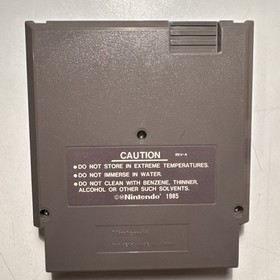 CAUTION REV-A
• DO NOT STORE IN EXTREME TEMPERATURES.
• DO NOT IMMERSE IN WATER.
• DO NOT CLEAN WITH BENZENE, THINNER,
ALCOHOL OR OTHER SUCH SOLVENTS.
©®Nintendo® 1985